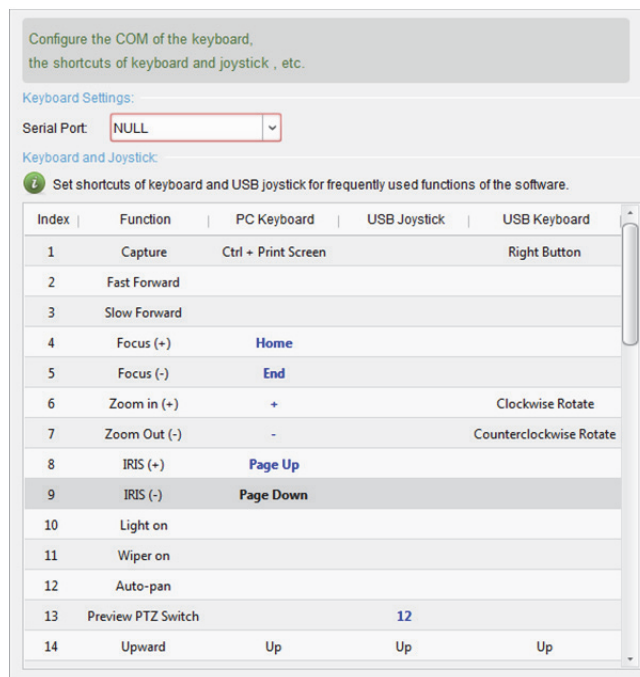 Configure the COM of the keyboard,
the shortcuts of keyboard and joystick , etc.
Keyboard Settings:
Serial Port: NULL
Keyboard and Joystick:
Set shortcuts of keyboard and USB joystick for frequently used functions of the software.
Index Function PC Keyboard USB Joystick USB Keyboard
1 Capture Ctrl + Print Screen Right Button
2 Fast Forward
3 Slow Forward
4 Focus (+) Home
5 Focus (-) End
6 Zoom in (+) + Clockwise Rotate
7 Zoom Out (-) - Counterclockwise Rotate
8 IRIS (+) Page Up
9 IRIS (-) Page Down
10 Light on
11 Wiper on
12 Auto-pan
13 Preview PTZ Switch 12
14 Upward Up Up Up